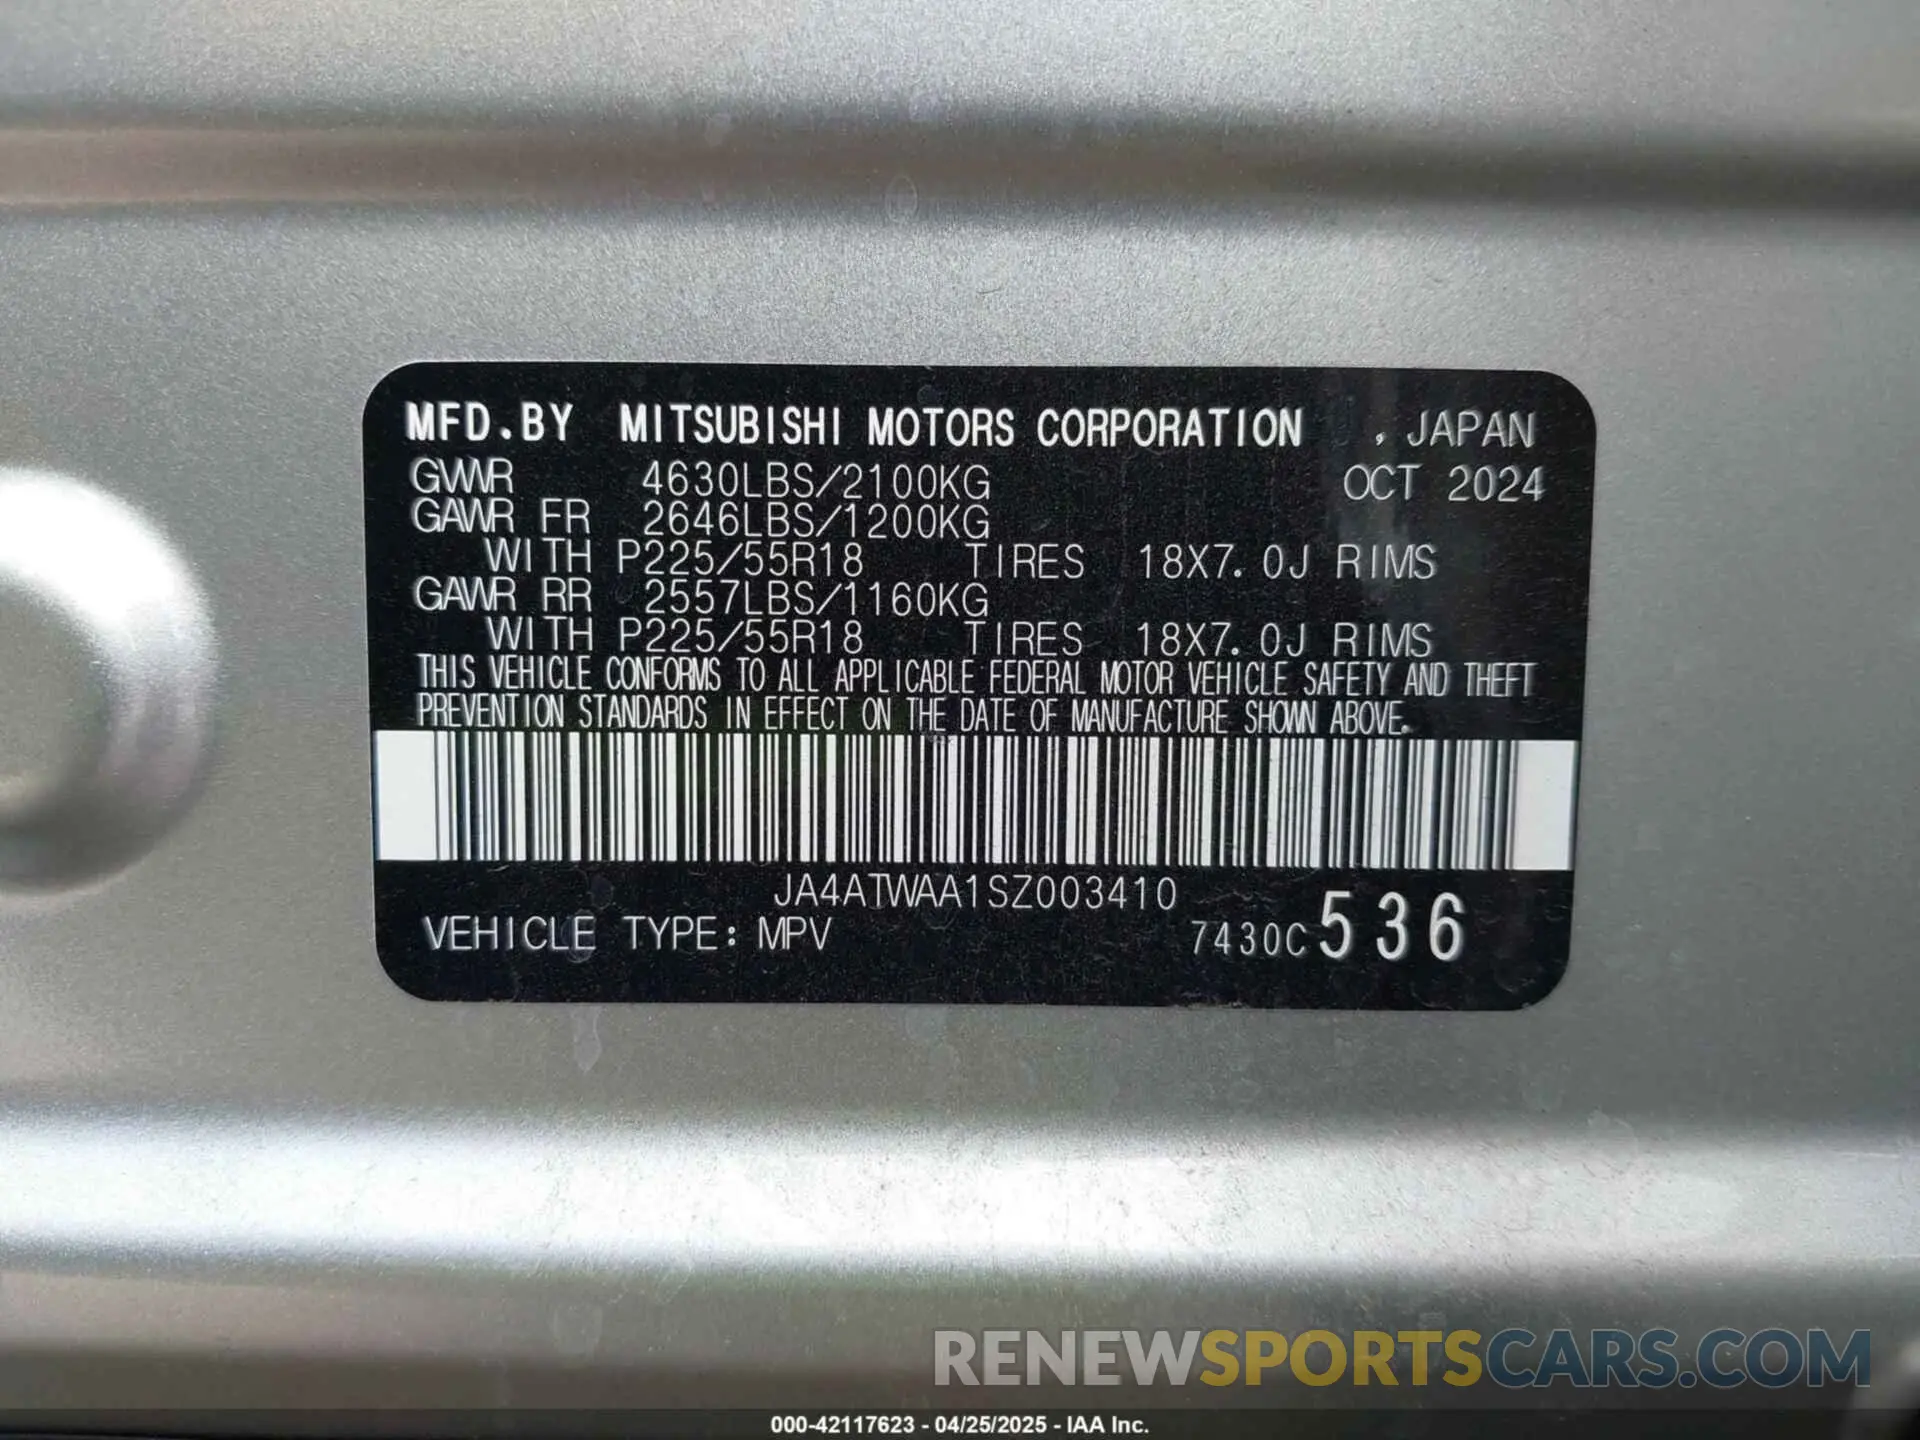 MFD.BY MITSUBISHI MOTORS CORPORATION , JAPAN
GVWR 4630LBS/2100KG OCT 2024
GAWR FR 2646LBS/1200KG
WITH P225/55R18 TIRES 18X7.0J RIMS
GAWR RR 2557LBS/1160KG
WITH P225/55R18 TIRES 18X7.0J RIMS
THIS VEHICLE CONFORMS TO ALL APPLICABLE FEDERAL MOTOR VEHICLE SAFETY AND THEFT
PREVENTION STANDARDS IN EFFECT ON THE DATE OF MANUFACTURE SHOWN ABOVE.
JA4ATWAA1SZ003410
VEHICLE TYPE: MPV 7430C 536
RENEWSPORTSCARS.COM
000-42117623 - 04/25/2025 - IAA Inc.